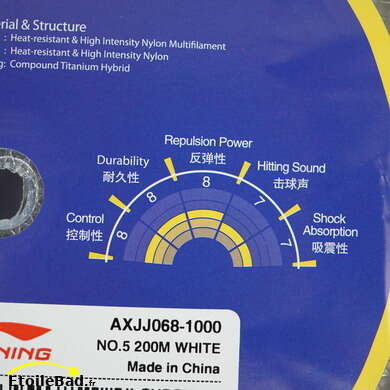 erial & Structure
: Heat-resistant & High Intensity Nylon Multifilament
: Heat-resistant & High Intensity Nylon
g: Compound Titanium Hybrid
Repulsion Power
反弹性
Durability
耐久性
Hitting Sound
击球声
Control
控制性
Shock
Absorption
吸震性
8
8
8
7
7
AXJJ068-1000
NO.5 200M WHITE
Made in China
NING
EtoileBad.fr